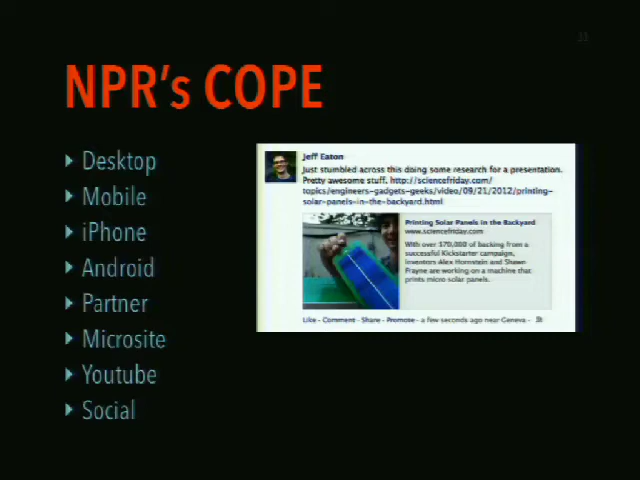 33
NPR's COPE
Desktop
Mobile
iPhone
Android
Partner
Microsite
Youtube
Social
Jeff Eaton
Just stumbled across this doing some research for a presentation.
Pretty awesome stuff. http://sciencefriday.com/
topics/engineers-gadgets-geeks/video/09/21/2012/printing-
solar-panels-in-the-backyard.html
Printing Solar Panels in the Backyard
www.sciencefriday.com
With over $70,000 of backing from a
successful Kickstarter campaign,
inventors Alex Hornstein and Shawn
Frayne are working on a machine that
prints micro solar panels.
Like - Comment - Share - Promote - a few seconds ago near Geneva -